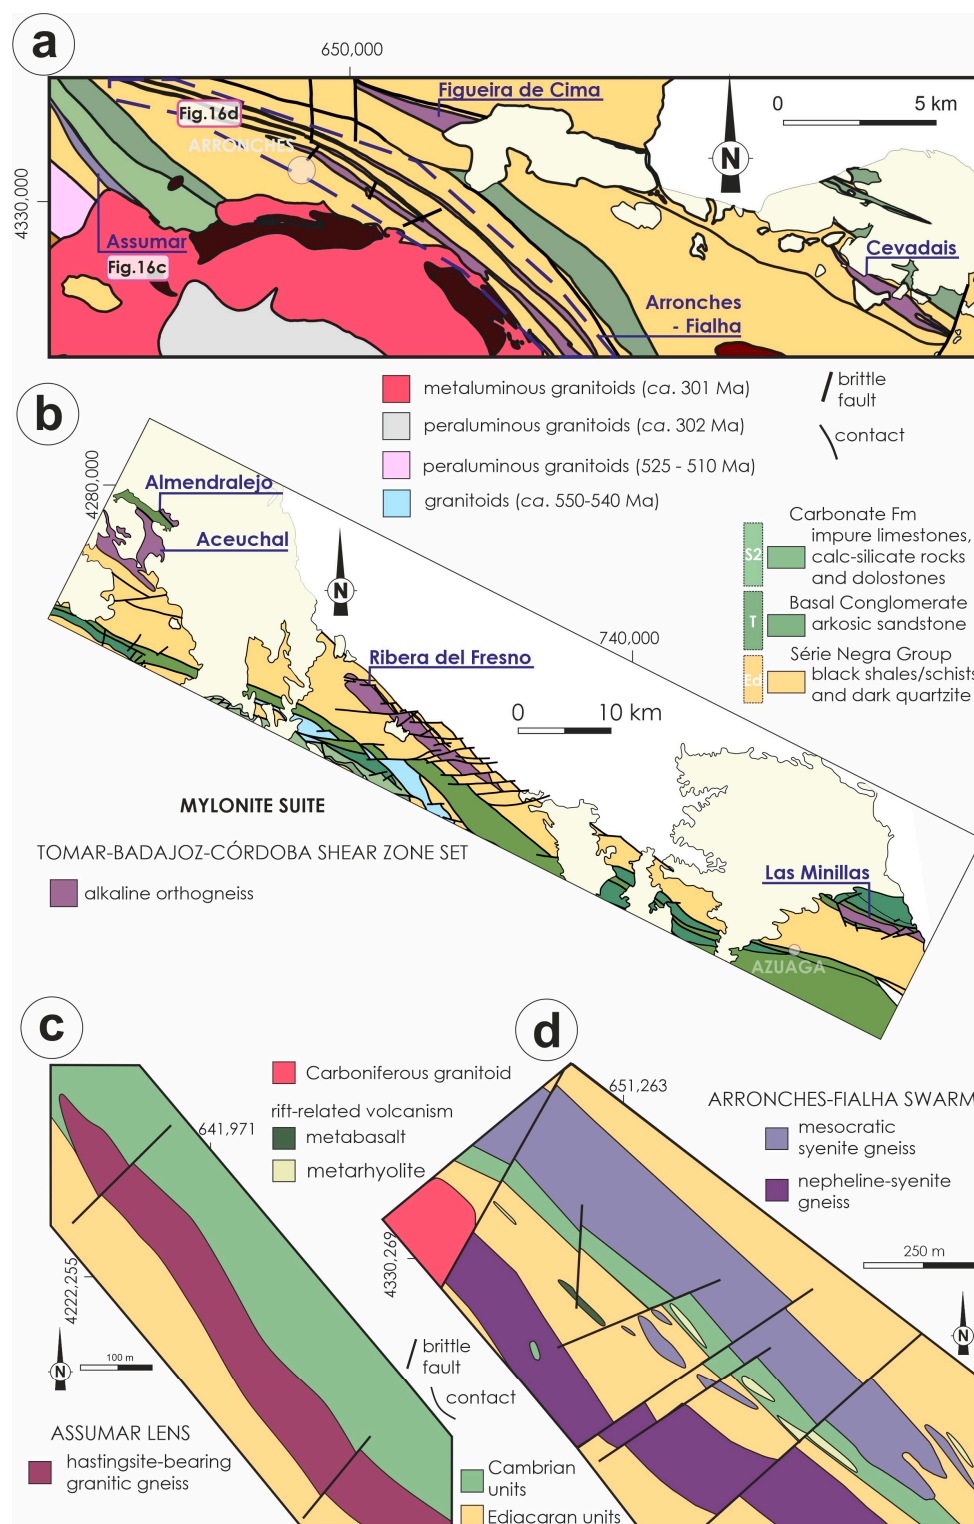 a
650,000
Figueira de Cima
0 5 km
Fig.16d
ARRONCHES
N
4330,000
Assumar
Fig.16c
Cevadais
Arronches
- Fialha
metaluminous granitoids (ca. 301 Ma)
peraluminous granitoids (ca. 302 Ma)
peraluminous granitoids (525 - 510 Ma)
granitoids (ca. 550-540 Ma)
brittle
fault
contact
b
4280,000
Almendralejo
Aceuchal
N
740,000
Ribera del Fresno
0 10 km
S2
Carbonate Fm
impure limestones,
calc-silicate rocks
and dolostones
T
Basal Conglomerate
arkosic sandstone
Ed
Série Negra Group
black shales/schists
and dark quartzite
MYLONITE SUITE
TOMAR-BADAJOZ-CÓRDOBA SHEAR ZONE SET
alkaline orthogneiss
Las Minillas
AZUAGA
c
641,971
4222,255
N
100 m
ASSUMAR LENS
hastingsite-bearing
granitic gneiss
Carboniferous granitoid
rift-related volcanism
metabasalt
metarhyolite
brittle
fault
contact
Cambrian
units
Ediacaran units
d
651,263
4330,269
ARRONCHES-FIALHA SWARM
mesocratic
syenite gneiss
nepheline-syenite
gneiss
250 m
N